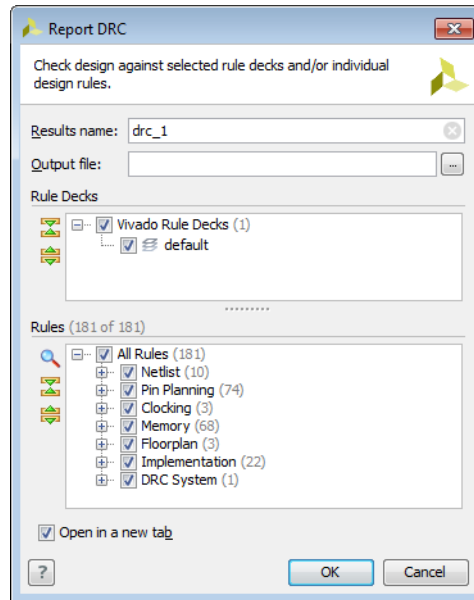 Report DRC
Check design against selected rule decks and/or individual
design rules.
Results name: drc_1
Output file:
...
Rule Decks
Vivado Rule Decks (1)
default
Rules (181 of 181)
All Rules (181)
Netlist (10)
Pin Planning (74)
Clocking (3)
Memory (68)
Floorplan (3)
Implementation (22)
DRC System (1)
Open in a new tab
? OK Cancel